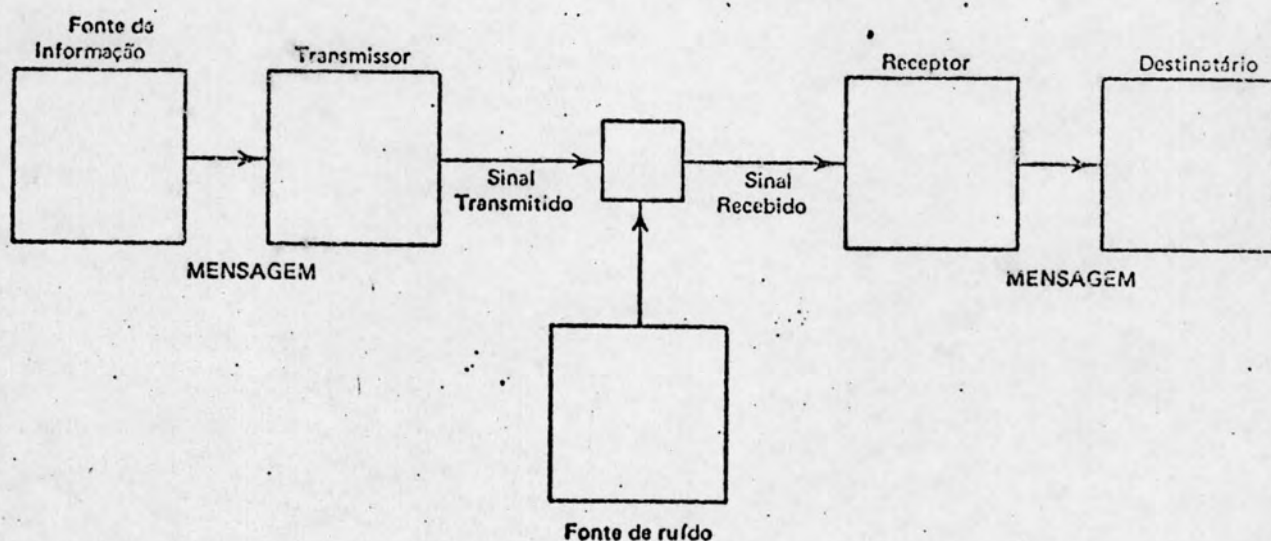 Fonte da
Informação
Transmissor
Receptor
Destinatário
Sinal
Transmitido
Sinal
Recebido
MENSAGEM
MENSAGEM
Fonte de ruído